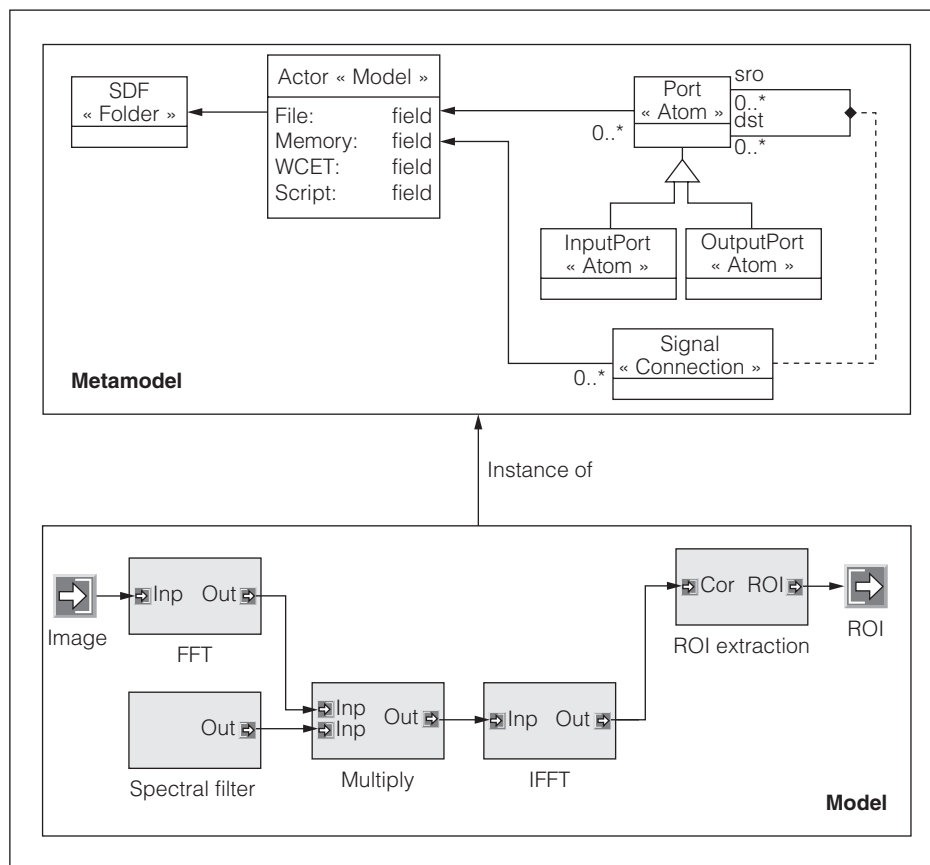 SDF
« Folder »
Actor « Model »
File: field
Memory: field
WCET: field
Script: field
Port
« Atom »
sro
0..*
dst
0..*
0..*
InputPort
« Atom »
OutputPort
« Atom »
Signal
« Connection »
0..*
Metamodel
Instance of
Image
Inp Out
FFT
Out
Spectral filter
Inp
Inp
Out
Multiply
Inp Out
IFFT
Cor ROI
ROI extraction
ROI
Model